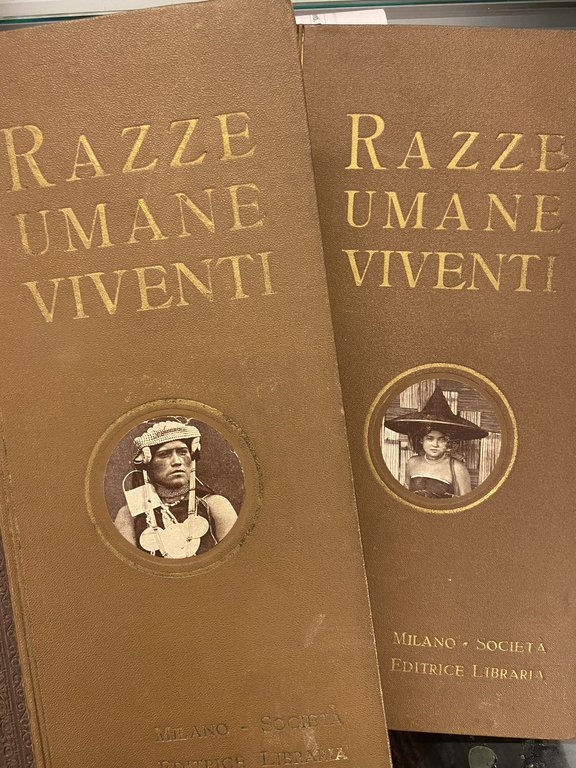 RAZZE
UMANE
VIVENTI
MILANO - SOCIETÀ
EDITRICE LIBRARIA
RAZZE
UMANE
VIVENTI
MILANO - SOCIETÀ
EDITRICE LIBRARIA